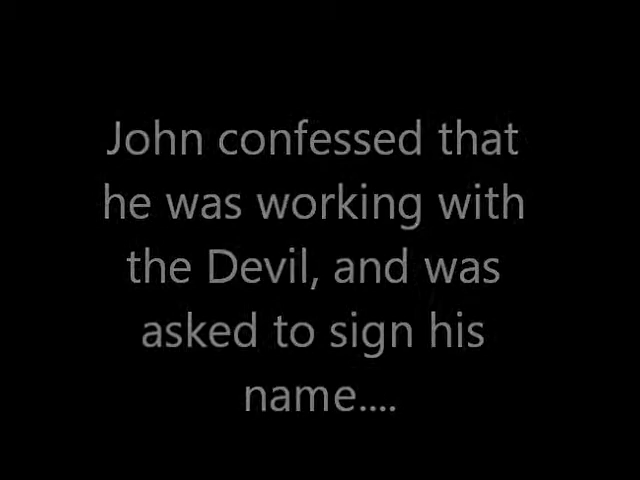 John confessed that
he was working with
the Devil, and was
asked to sign his
name....